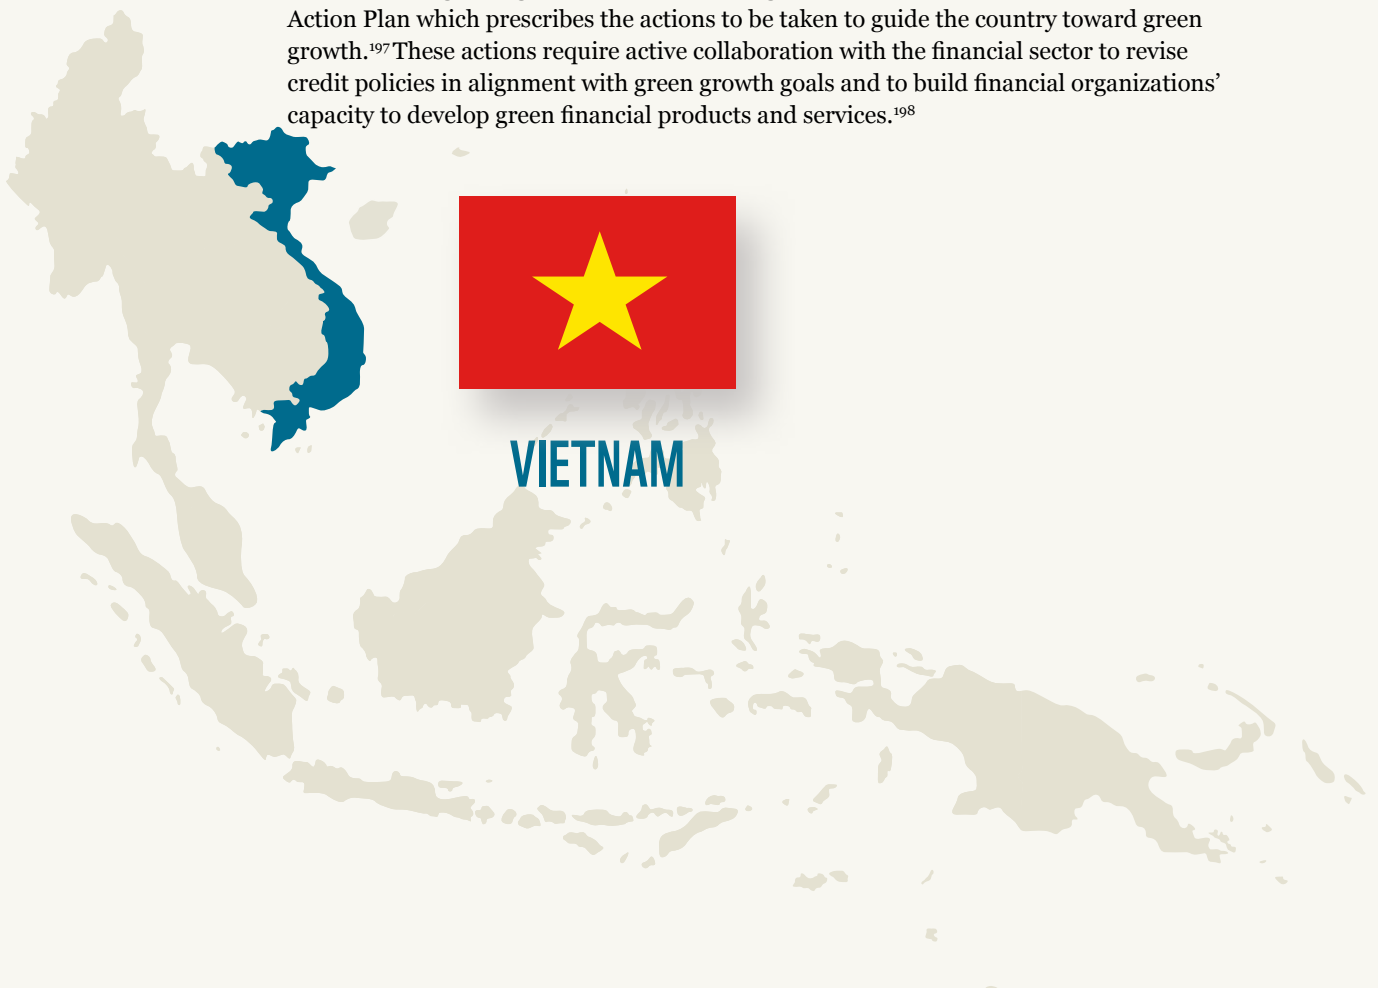 Action Plan which prescribes the actions to be taken to guide the country toward green
growth.¹⁹⁷ These actions require active collaboration with the financial sector to revise
credit policies in alignment with green growth goals and to build financial organizations’
capacity to develop green financial products and services.¹⁹⁸
VIETNAM